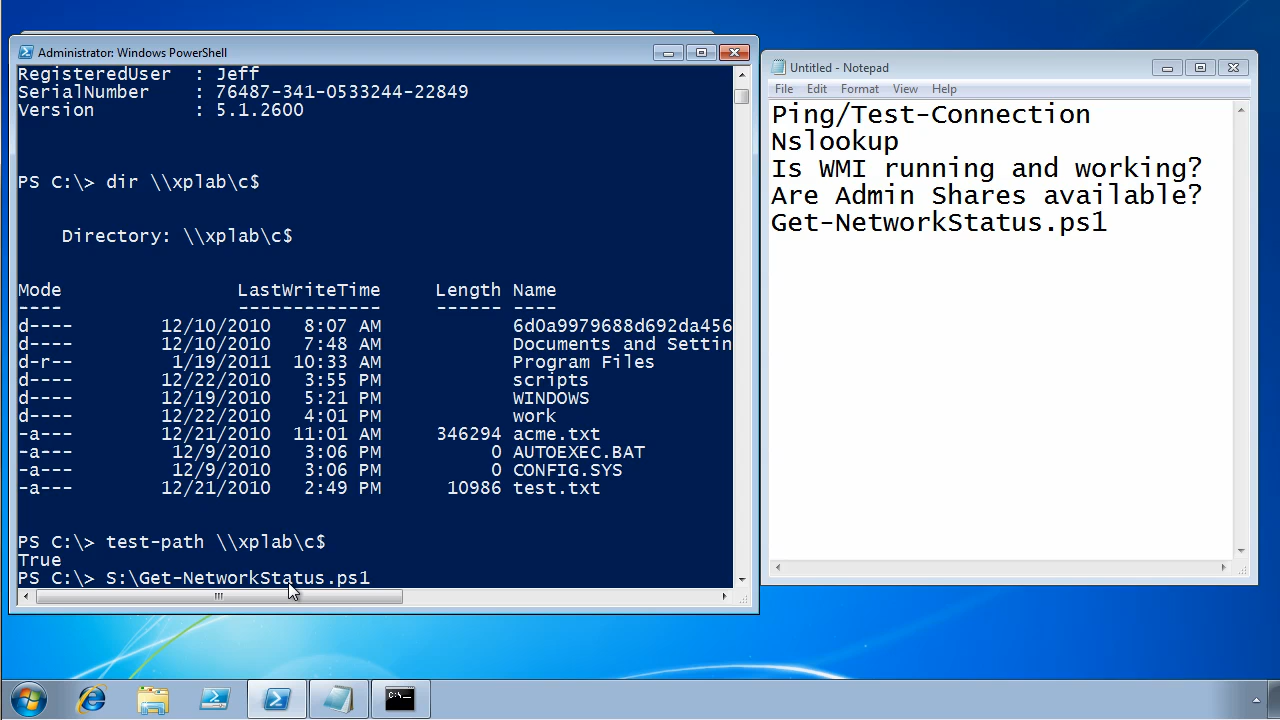 Administrator: Windows PowerShell
RegisteredUser : Jeff
SerialNumber : 76487-341-0533244-22849
Version : 5.1.2600
PS C:\> dir \\xplab\c$
Directory: \\xplab\c$
Mode LastWriteTime Length Name
---- ------------- ------ ----
d---- 12/10/2010 8:07 AM 6d0a9979688d692da456
d---- 12/10/2010 7:48 AM Documents and Settin
d-r-- 1/19/2011 10:33 AM Program Files
d---- 12/22/2010 3:55 PM scripts
d---- 12/19/2010 5:21 PM WINDOWS
d---- 12/22/2010 4:01 PM work
-a--- 12/21/2010 11:01 AM 346294 acme.txt
-a--- 12/9/2010 3:06 PM 0 AUTOEXEC.BAT
-a--- 12/9/2010 3:06 PM 0 CONFIG.SYS
-a--- 12/21/2010 2:49 PM 10986 test.txt
PS C:\> test-path \\xplab\c$
True
PS C:\> S:\Get-NetworkStatus.ps1
Untitled - Notepad
File Edit Format View Help
Ping/Test-Connection
Nslookup
Is WMI running and working?
Are Admin Shares available?
Get-NetworkStatus.ps1
C:\